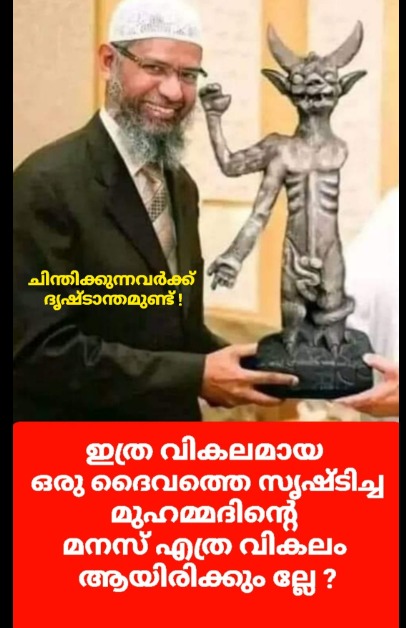 ചിന്തിക്കുന്നവർക്ക്
ദൃഷ്ടാന്തമുണ്ട് !
ഇത്ര വികലമായ
ഒരു ദൈവത്തെ സൃഷ്ടിച്ച
മുഹമ്മദിന്റെ
മനസ് എത്ര വികലം
ആയിരിക്കും ല്ലേ ?